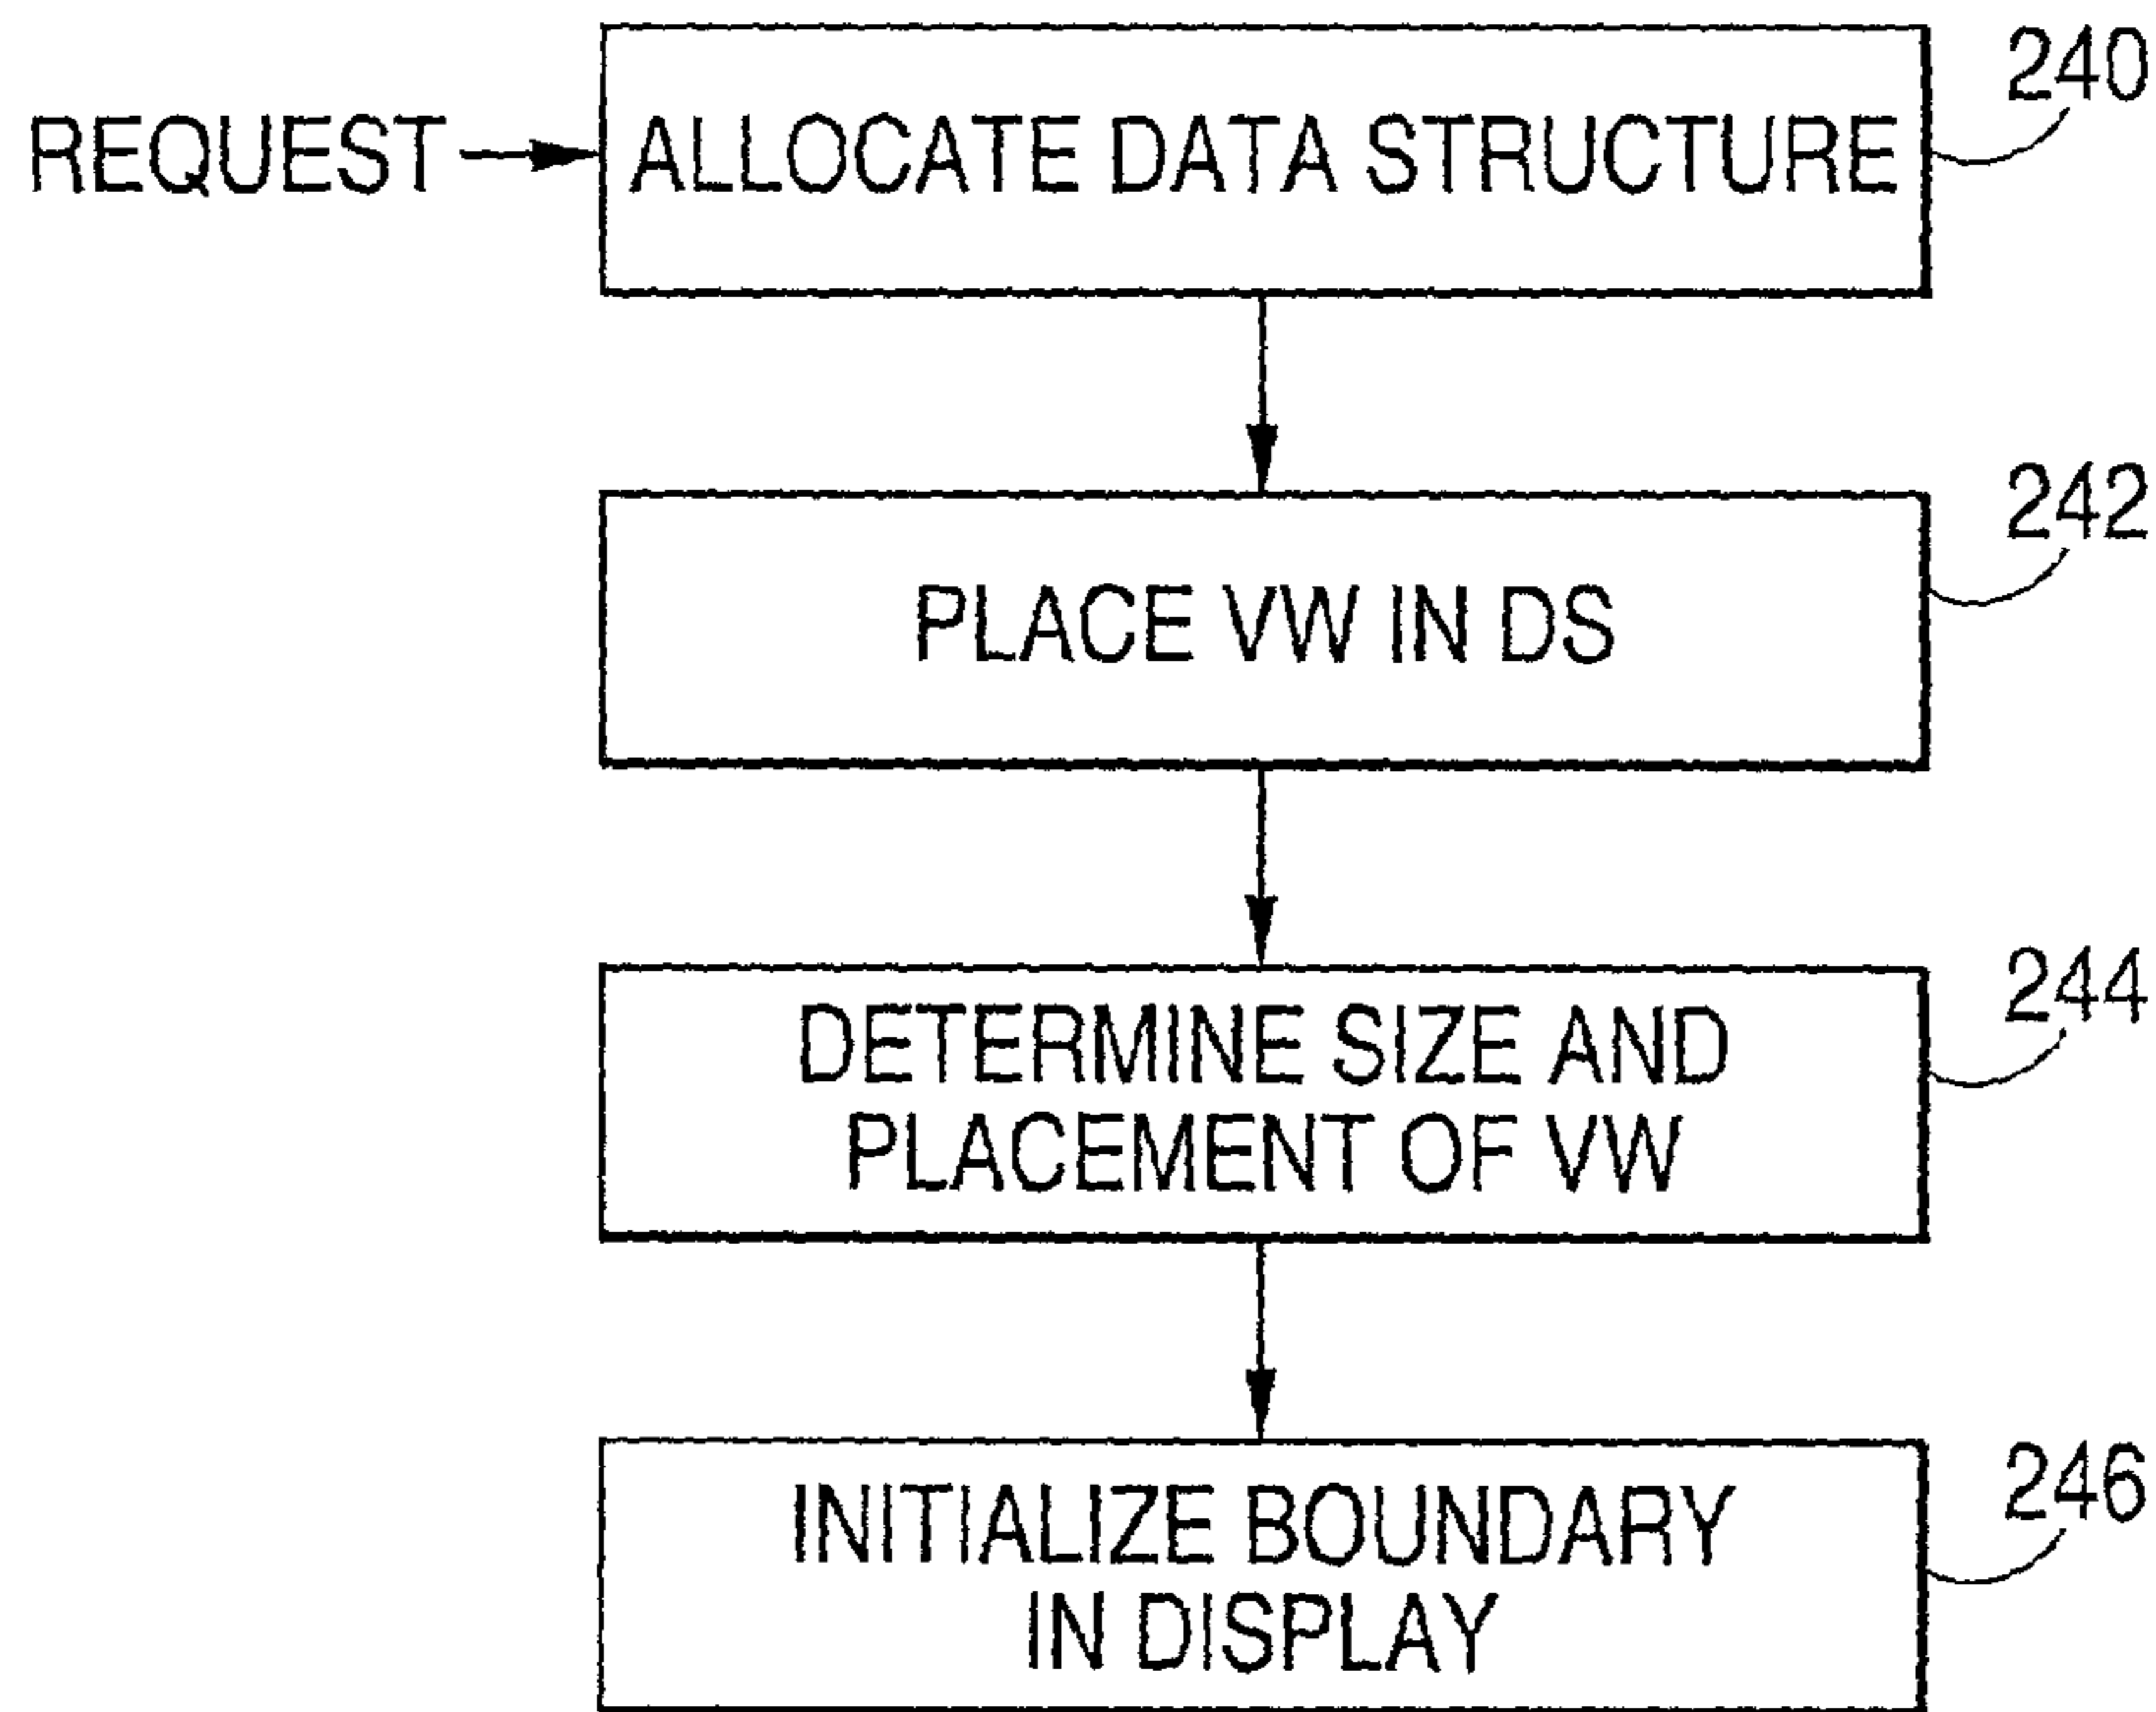 240
REQUEST
ALLOCATE DATA STRUCTURE
242
PLACE VW IN DS
244
DETERMINE SIZE AND
PLACEMENT OF VW
246
INITIALIZE BOUNDARY
IN DISPLAY